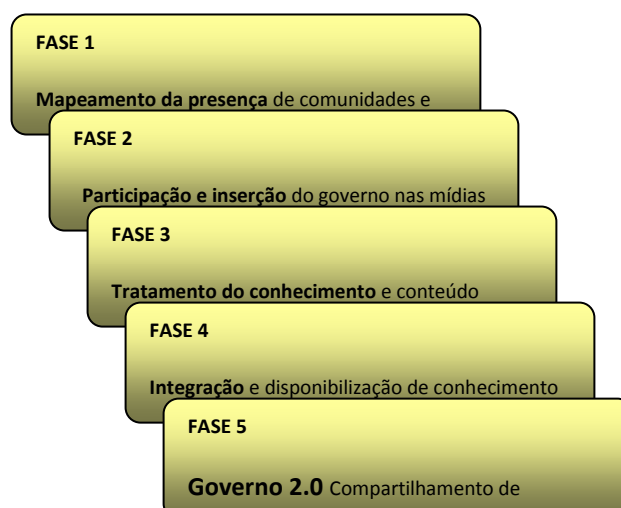 FASE 1
Mapeamento da presença de comunidades e
FASE 2
Participação e inserção do governo nas mídias
FASE 3
Tratamento do conhecimento e conteúdo
FASE 4
Integração e disponibilização de conhecimento
FASE 5
Governo 2.0 Compartilhamento de